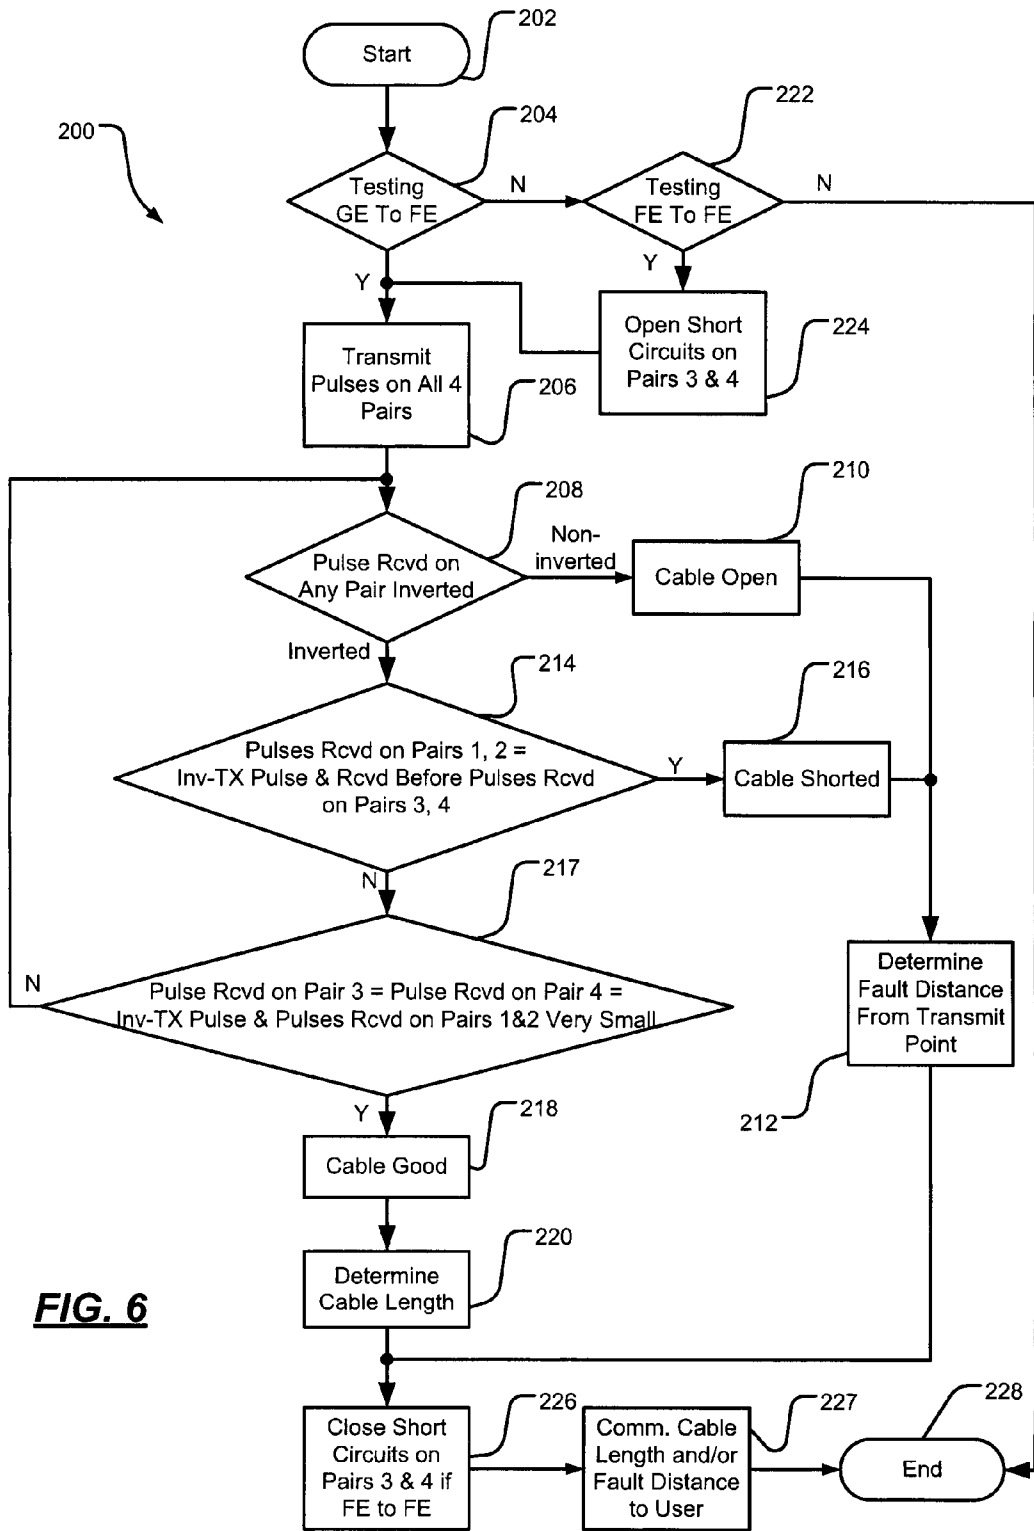 202
Start
222
204
200
Testing
GE To FE
N
Testing
FE To FE
N
Y
Y
Open Short
Circuits on
Pairs 3 & 4
224
Transmit
Pulses on All 4
Pairs
206
210
208
Non-
inverted
Pulse Rcvd on
Any Pair Inverted
Cable Open
Inverted
214
216
Pulses Rcvd on Pairs 1, 2 =
Inv-TX Pulse & Rcvd Before Pulses Rcvd
on Pairs 3, 4
Y
Cable Shorted
N
217
N
Pulse Rcvd on Pair 3 = Pulse Rcvd on Pair 4 =
Inv-TX Pulse & Pulses Rcvd on Pairs 1&2 Very Small
Determine
Fault Distance
From Transmit
Point
212
Y
218
Cable Good
220
Determine
Cable Length
FIG. 6
226
227
228
Close Short
Circuits on
Pairs 3 & 4 if
FE to FE
Comm. Cable
Length and/or
Fault Distance
to User
End